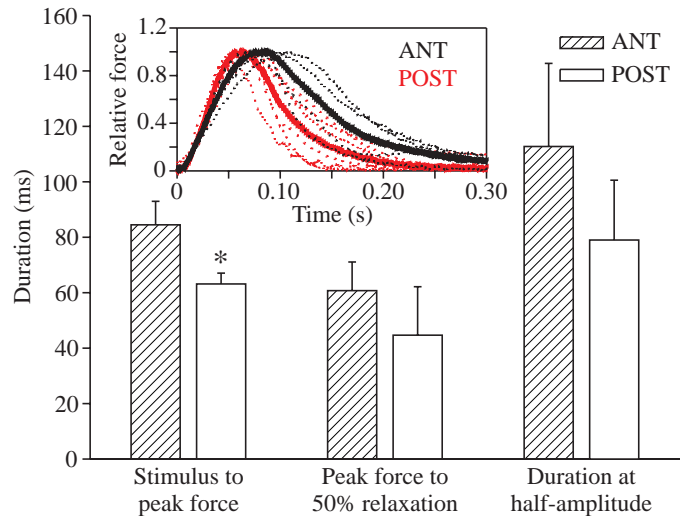 160
140
120
100
80
60
40
20
0
Duration (ms)
1.2
0.8
0.4
0
Relative force
0
0.10
0.20
0.30
Time (s)
ANT
POST
ANT
POST
*
Stimulus to
peak force
Peak force to
50% relaxation
Duration at
half-amplitude